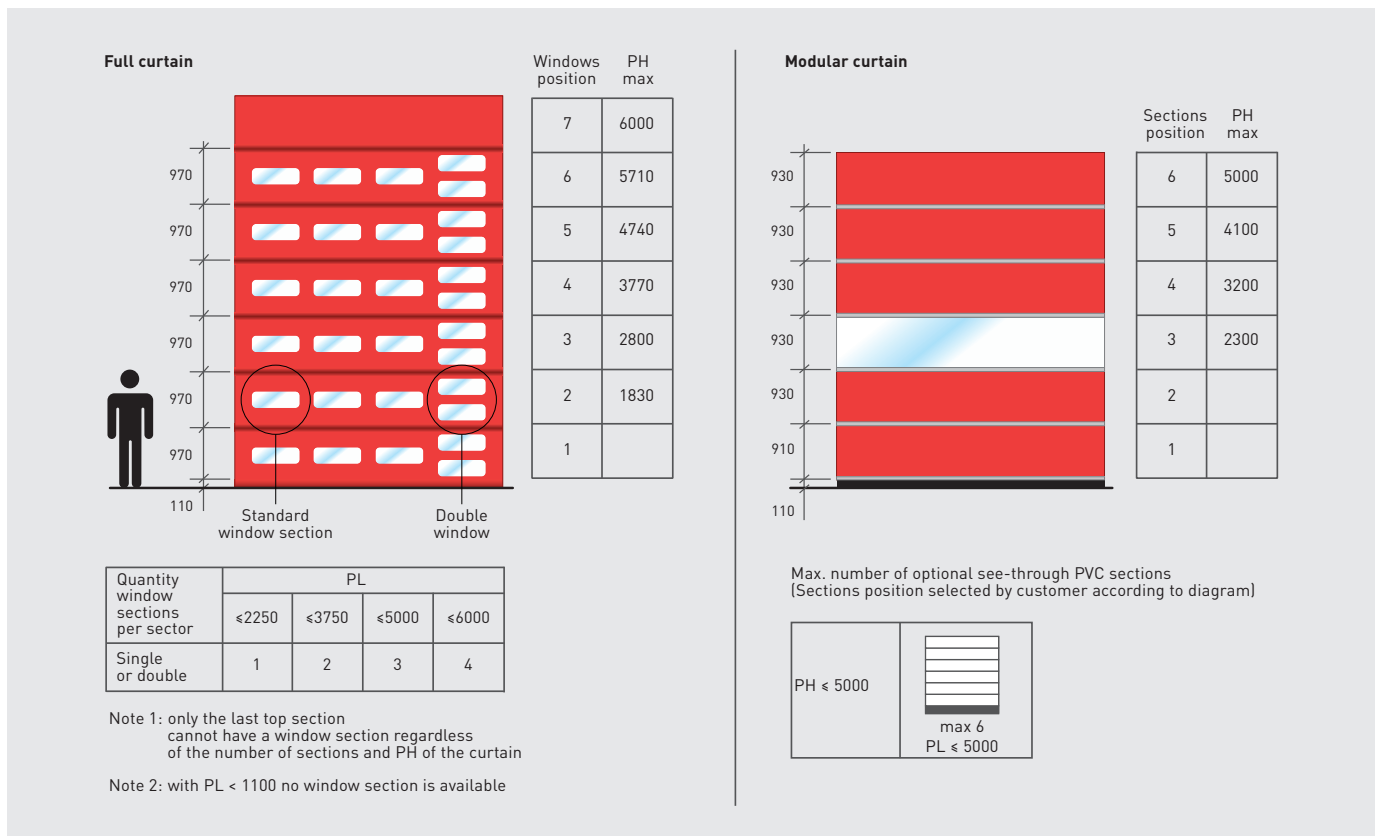 Full curtain
Windows position
PH max
7 6000
6 5710
5 4740
4 3770
3 2800
2 1830
1
970
970
970
970
970
970
110
Standard
window section
Double
window
Quantity
window
sections
per sector
PL
≤2250 ≤3750 ≤5000 ≤6000
Single
or double
1 2 3 4
Note 1: only the last top section
cannot have a window section regardless
of the number of sections and PH of the curtain
Note 2: with PL < 1100 no window section is available
Modular curtain
Sections position
PH max
6 5000
5 4100
4 3200
3 2300
2
1
930
930
930
930
930
910
110
Max. number of optional see-through PVC sections
(Sections position selected by customer according to diagram)
PH ≤ 5000
max 6
PL ≤ 5000